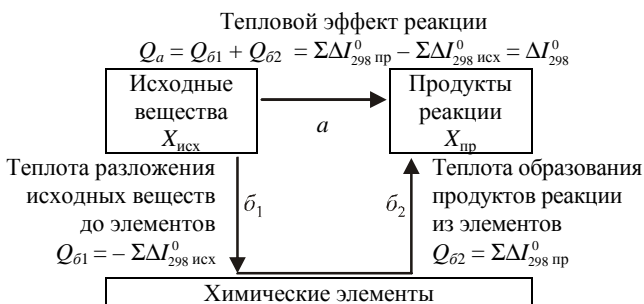 Тепловой эффект реакции
Qа = Qб1 + Qб2 = ΣΔI⁰298 пр − ΣΔI⁰298 исх = ΔI⁰298
Исходные
вещества
Xисх
а
Продукты
реакции
Xпр
Теплота разложения
исходных веществ
до элементов
Qб1 = − ΣΔI⁰298 исх
б1
б2
Теплота образования
продуктов реакции
из элементов
Qб2 = ΣΔI⁰298 пр
Химические элементы